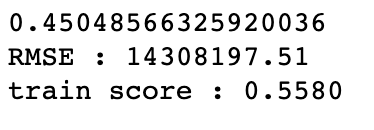 0.45048566325920036
RMSE : 14308197.51
train score : 0.5580